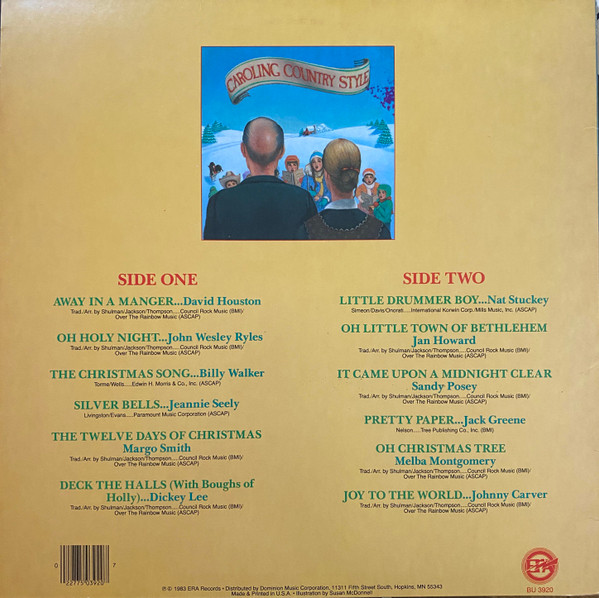 CAROLING COUNTRY STYLE
SIDE ONE
AWAY IN A MANGER...David Houston
Trad./Arr. by Shulman/Jackson/Thompson.....Council Rock Music (BMI)/
Over The Rainbow Music (ASCAP)
OH HOLY NIGHT...John Wesley Ryles
Trad./Arr. by Shulman/Jackson/Thompson.....Council Rock Music (BMI)/
Over The Rainbow Music (ASCAP)
THE CHRISTMAS SONG...Billy Walker
Torme/Wells.....Edwin H. Morris & Co., Inc. (ASCAP)
SILVER BELLS...Jeannie Seely
Livingston/Evans.....Paramount Music Corporation (ASCAP)
THE TWELVE DAYS OF CHRISTMAS
Margo Smith
Trad./Arr. by Shulman/Jackson/Thompson.....Council Rock Music (BMI)/
Over The Rainbow Music (ASCAP)
DECK THE HALLS (With Boughs of
Holly)...Dickey Lee
Trad./Arr. by Shulman/Jackson/Thompson.....Council Rock Music (BMI)/
Over The Rainbow Music (ASCAP)
SIDE TWO
LITTLE DRUMMER BOY...Nat Stuckey
Simeon/Davis/Onorati.....International Korwin Corp./Mills Music, Inc. (ASCAP)
OH LITTLE TOWN OF BETHLEHEM
Jan Howard
Trad./Arr. by Shulman/Jackson/Thompson.....Council Rock Music (BMI)/
Over The Rainbow Music (ASCAP)
IT CAME UPON A MIDNIGHT CLEAR
Sandy Posey
Trad./Arr. by Shulman/Jackson/Thompson.....Council Rock Music (BMI)/
Over The Rainbow Music (ASCAP)
PRETTY PAPER...Jack Greene
Nelson.....Tree Publishing Co., Inc. (BMI)
OH CHRISTMAS TREE
Melba Montgomery
Trad./Arr. by Shulman/Jackson/Thompson.....Council Rock Music (BMI)/
Over The Rainbow Music (ASCAP)
JOY TO THE WORLD...Johnny Carver
Trad./Arr. by Shulman/Jackson/Thompson.....Council Rock Music (BMI)/
Over The Rainbow Music (ASCAP)
0 22775 03920 7
℗ © 1983 ERA Records • Distributed by Dominion Music Corporation, 11311 Fifth Street South, Hopkins, MN 55343
Made & Printed in U.S.A. • Illustration by Susan McDonnell
ERA
BU 3920